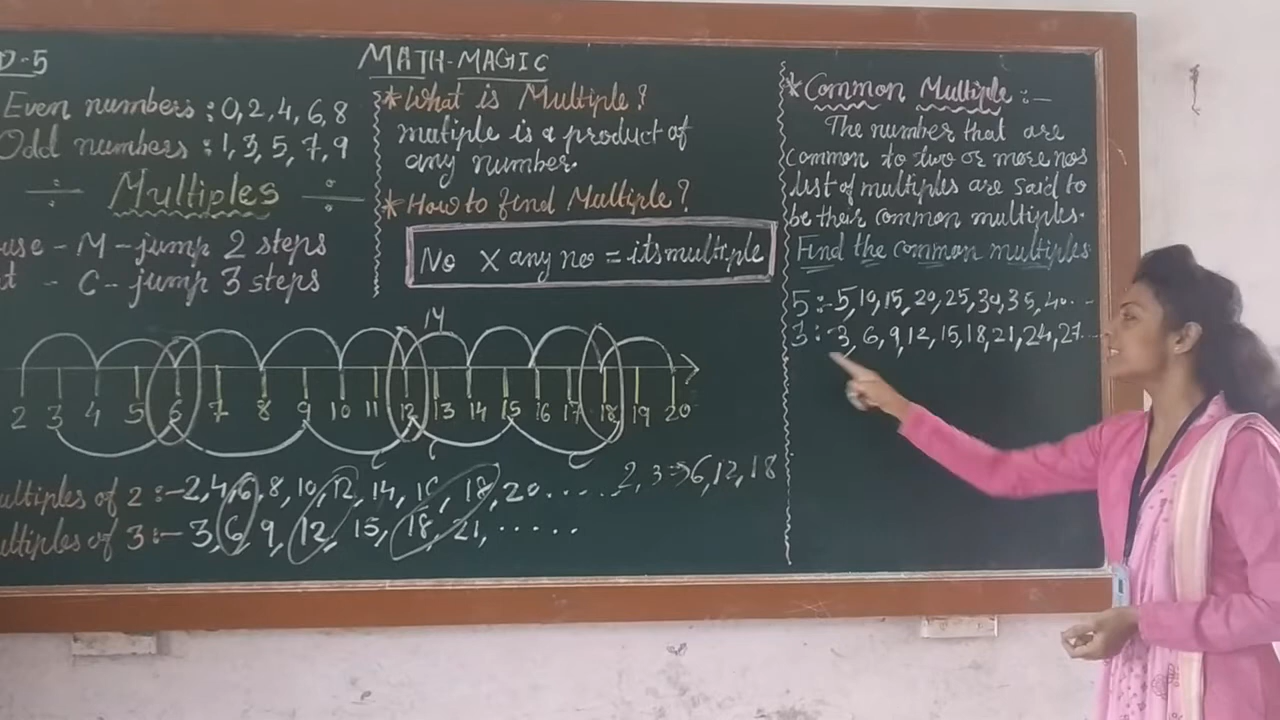 D-5
Even numbers : 0, 2, 4, 6, 8
Odd numbers : 1, 3, 5, 7, 9
÷ Multiples ÷
use - M - jump 2 steps
t - C - jump 3 steps
MATH-MAGIC
* What is Multiple?
mutiple is a product of
any number.
* How to find Multiple?
No X any no = its multiple
14
2 3 4 5 6 7 8 9 10 11 12 13 14 15 16 17 18 19 20
ultiples of 2 :- 2, 4, 6, 8, 10, 12, 14, 16, 18, 20.....
ultiples of 3 :- 3, 6, 9, 12, 15, 18, 21, .....
2, 3 :- 6, 12, 18
* Common Multiple :-
The number that are
common to two or more nos
list of multiples are said to
be their common multiples.
Find the common multiples
5 :- 5, 10, 15, 20, 25, 30, 35, 40...
3 :- 3, 6, 9, 12, 15, 18, 21, 24, 27...